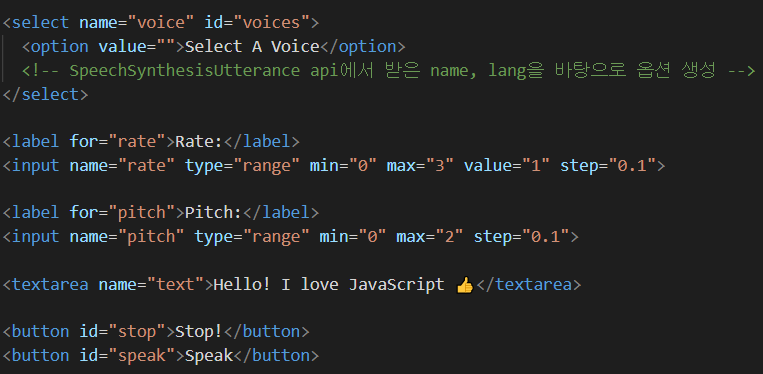 <select name="voice" id="voices">
<option value="">Select A Voice</option>
<!-- SpeechSynthesisUtterance api에서 받은 name, lang을 바탕으로 옵션 생성 -->
</select>
<label for="rate">Rate:</label>
<input name="rate" type="range" min="0" max="3" value="1" step="0.1">
<label for="pitch">Pitch:</label>
<input name="pitch" type="range" min="0" max="2" step="0.1">
<textarea name="text">Hello! I love JavaScript 👍</textarea>
<button id="stop">Stop!</button>
<button id="speak">Speak</button>